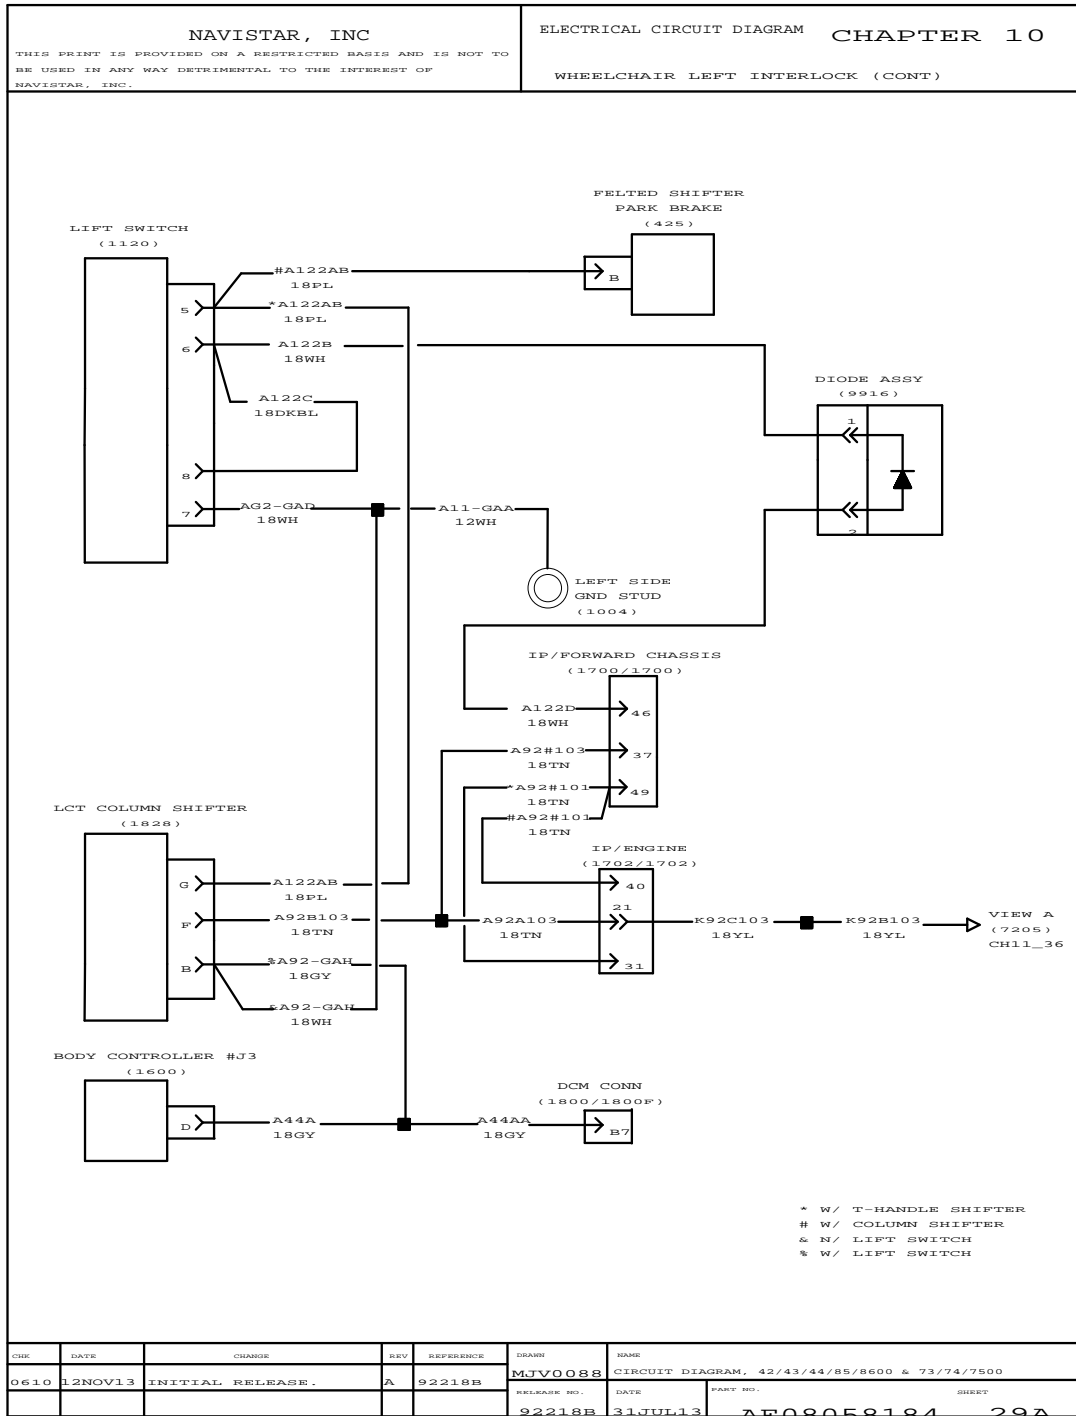 NAVISTAR, INC
THIS PRINT IS PROVIDED ON A RESTRICTED BASIS AND IS NOT TO
BE USED IN ANY WAY DETRIMENTAL TO THE INTEREST OF
NAVISTAR, INC.
ELECTRICAL CIRCUIT DIAGRAM CHAPTER 10
WHEELCHAIR LEFT INTERLOCK (CONT)
FELTED SHIFTER
PARK BRAKE
(425)
B
LIFT SWITCH
(1120)
#A122AB
18PL
5
*A122AB
18PL
6
A122B
18WH
A122C
18DKBL
8
7
AG2-GAD
18WH
A11-GAA
12WH
DIODE ASSY
(9916)
1
2
LEFT SIDE
GND STUD
(1004)
IP/FORWARD CHASSIS
(1700/1700)
A122D
18WH
46
A92#103
18TN
37
*A92#101
18TN
49
#A92#101
18TN
IP/ENGINE
(1702/1702)
40
21
31
LCT COLUMN SHIFTER
(1828)
G
A122AB
18PL
F
A92B103
18TN
A92A103
18TN
K92C103
18YL
K92B103
18YL
VIEW A
(7205)
CH11_36
B
%A92-GAH
18GY
&A92-GAH
18WH
BODY CONTROLLER #J3
(1600)
D
A44A
18GY
A44AA
18GY
DCM CONN
(1800/1800F)
B7
* W/ T-HANDLE SHIFTER
# W/ COLUMN SHIFTER
& N/ LIFT SWITCH
% W/ LIFT SWITCH
CHK DATE CHANGE REV REFERENCE
0610 12NOV13 INITIAL RELEASE. A 92218B
DRAWN
MJV0088
NAME
CIRCUIT DIAGRAM, 42/43/44/85/8600 & 73/74/7500
RELEASE NO.
92218B
DATE
31JUL13
PART NO.
AF08058184
SHEET
29A